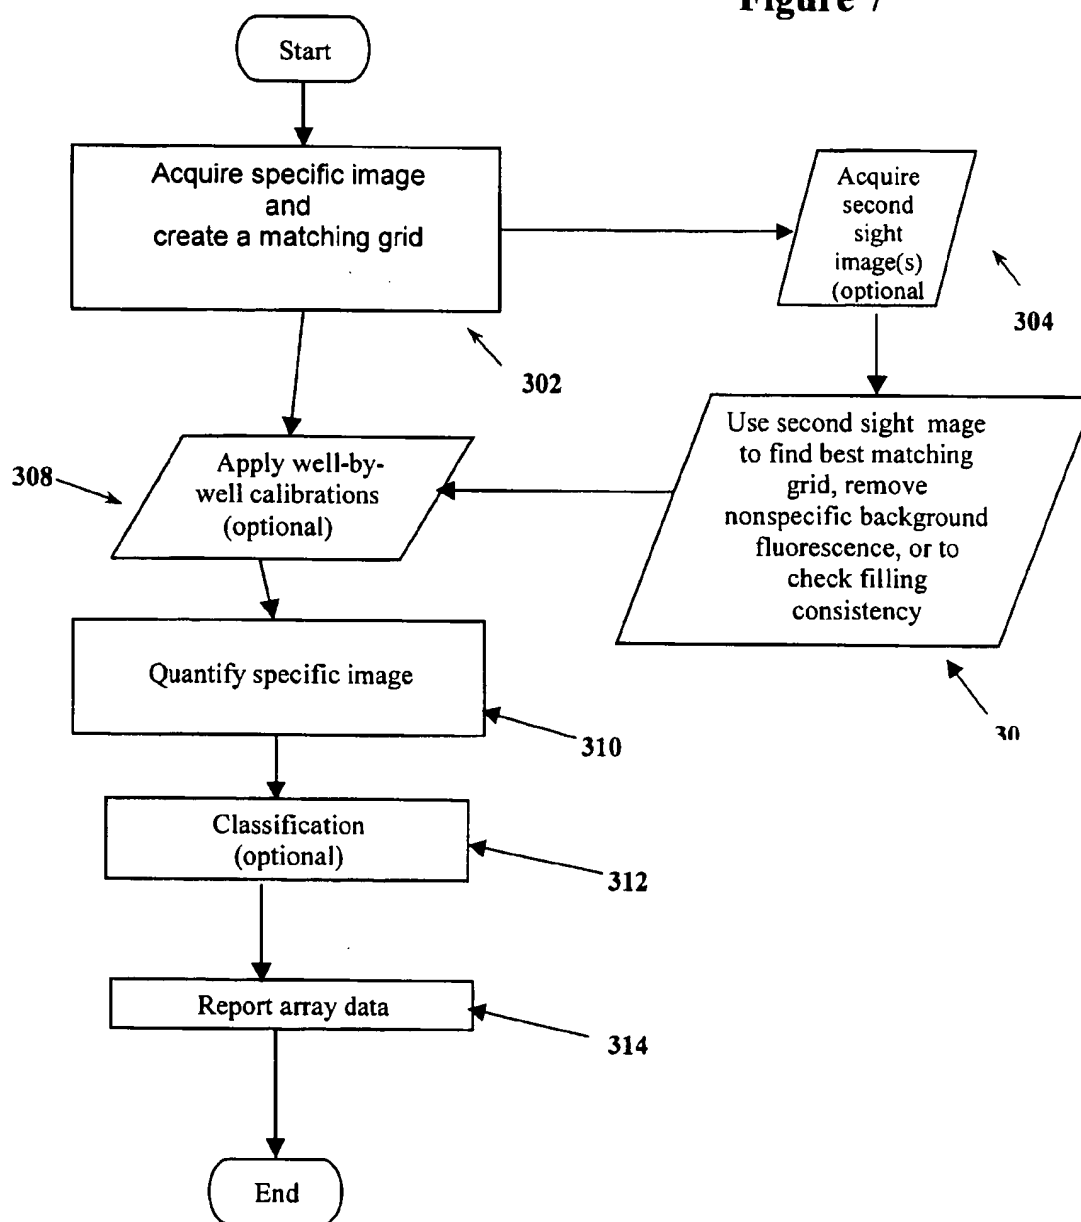 Figure 7
Start
Acquire specific image
and
create a matching grid
Acquire
second
sight
image(s)
(optional
304
302
Use second sight mage
to find best matching
grid, remove
nonspecific background
fluorescence, or to
check filling
consistency
308
Apply well-by-
well calibrations
(optional)
Quantify specific image
310
30
Classification
(optional)
312
Report array data
314
End